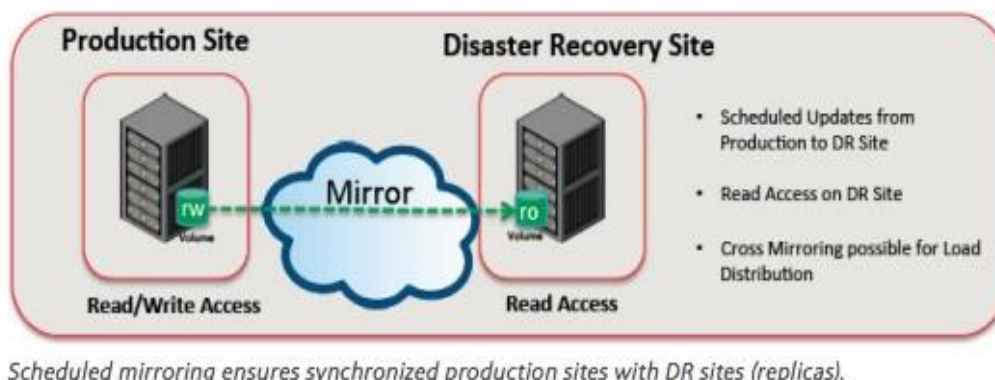 Production Site
Disaster Recovery Site
Mirror
rw
Volume
ro
Volume
Read/Write Access
Read Access
• Scheduled Updates from
Production to DR Site
• Read Access on DR Site
• Cross Mirroring possible for Load
Distribution
Scheduled mirroring ensures synchronized production sites with DR sites (replicas).